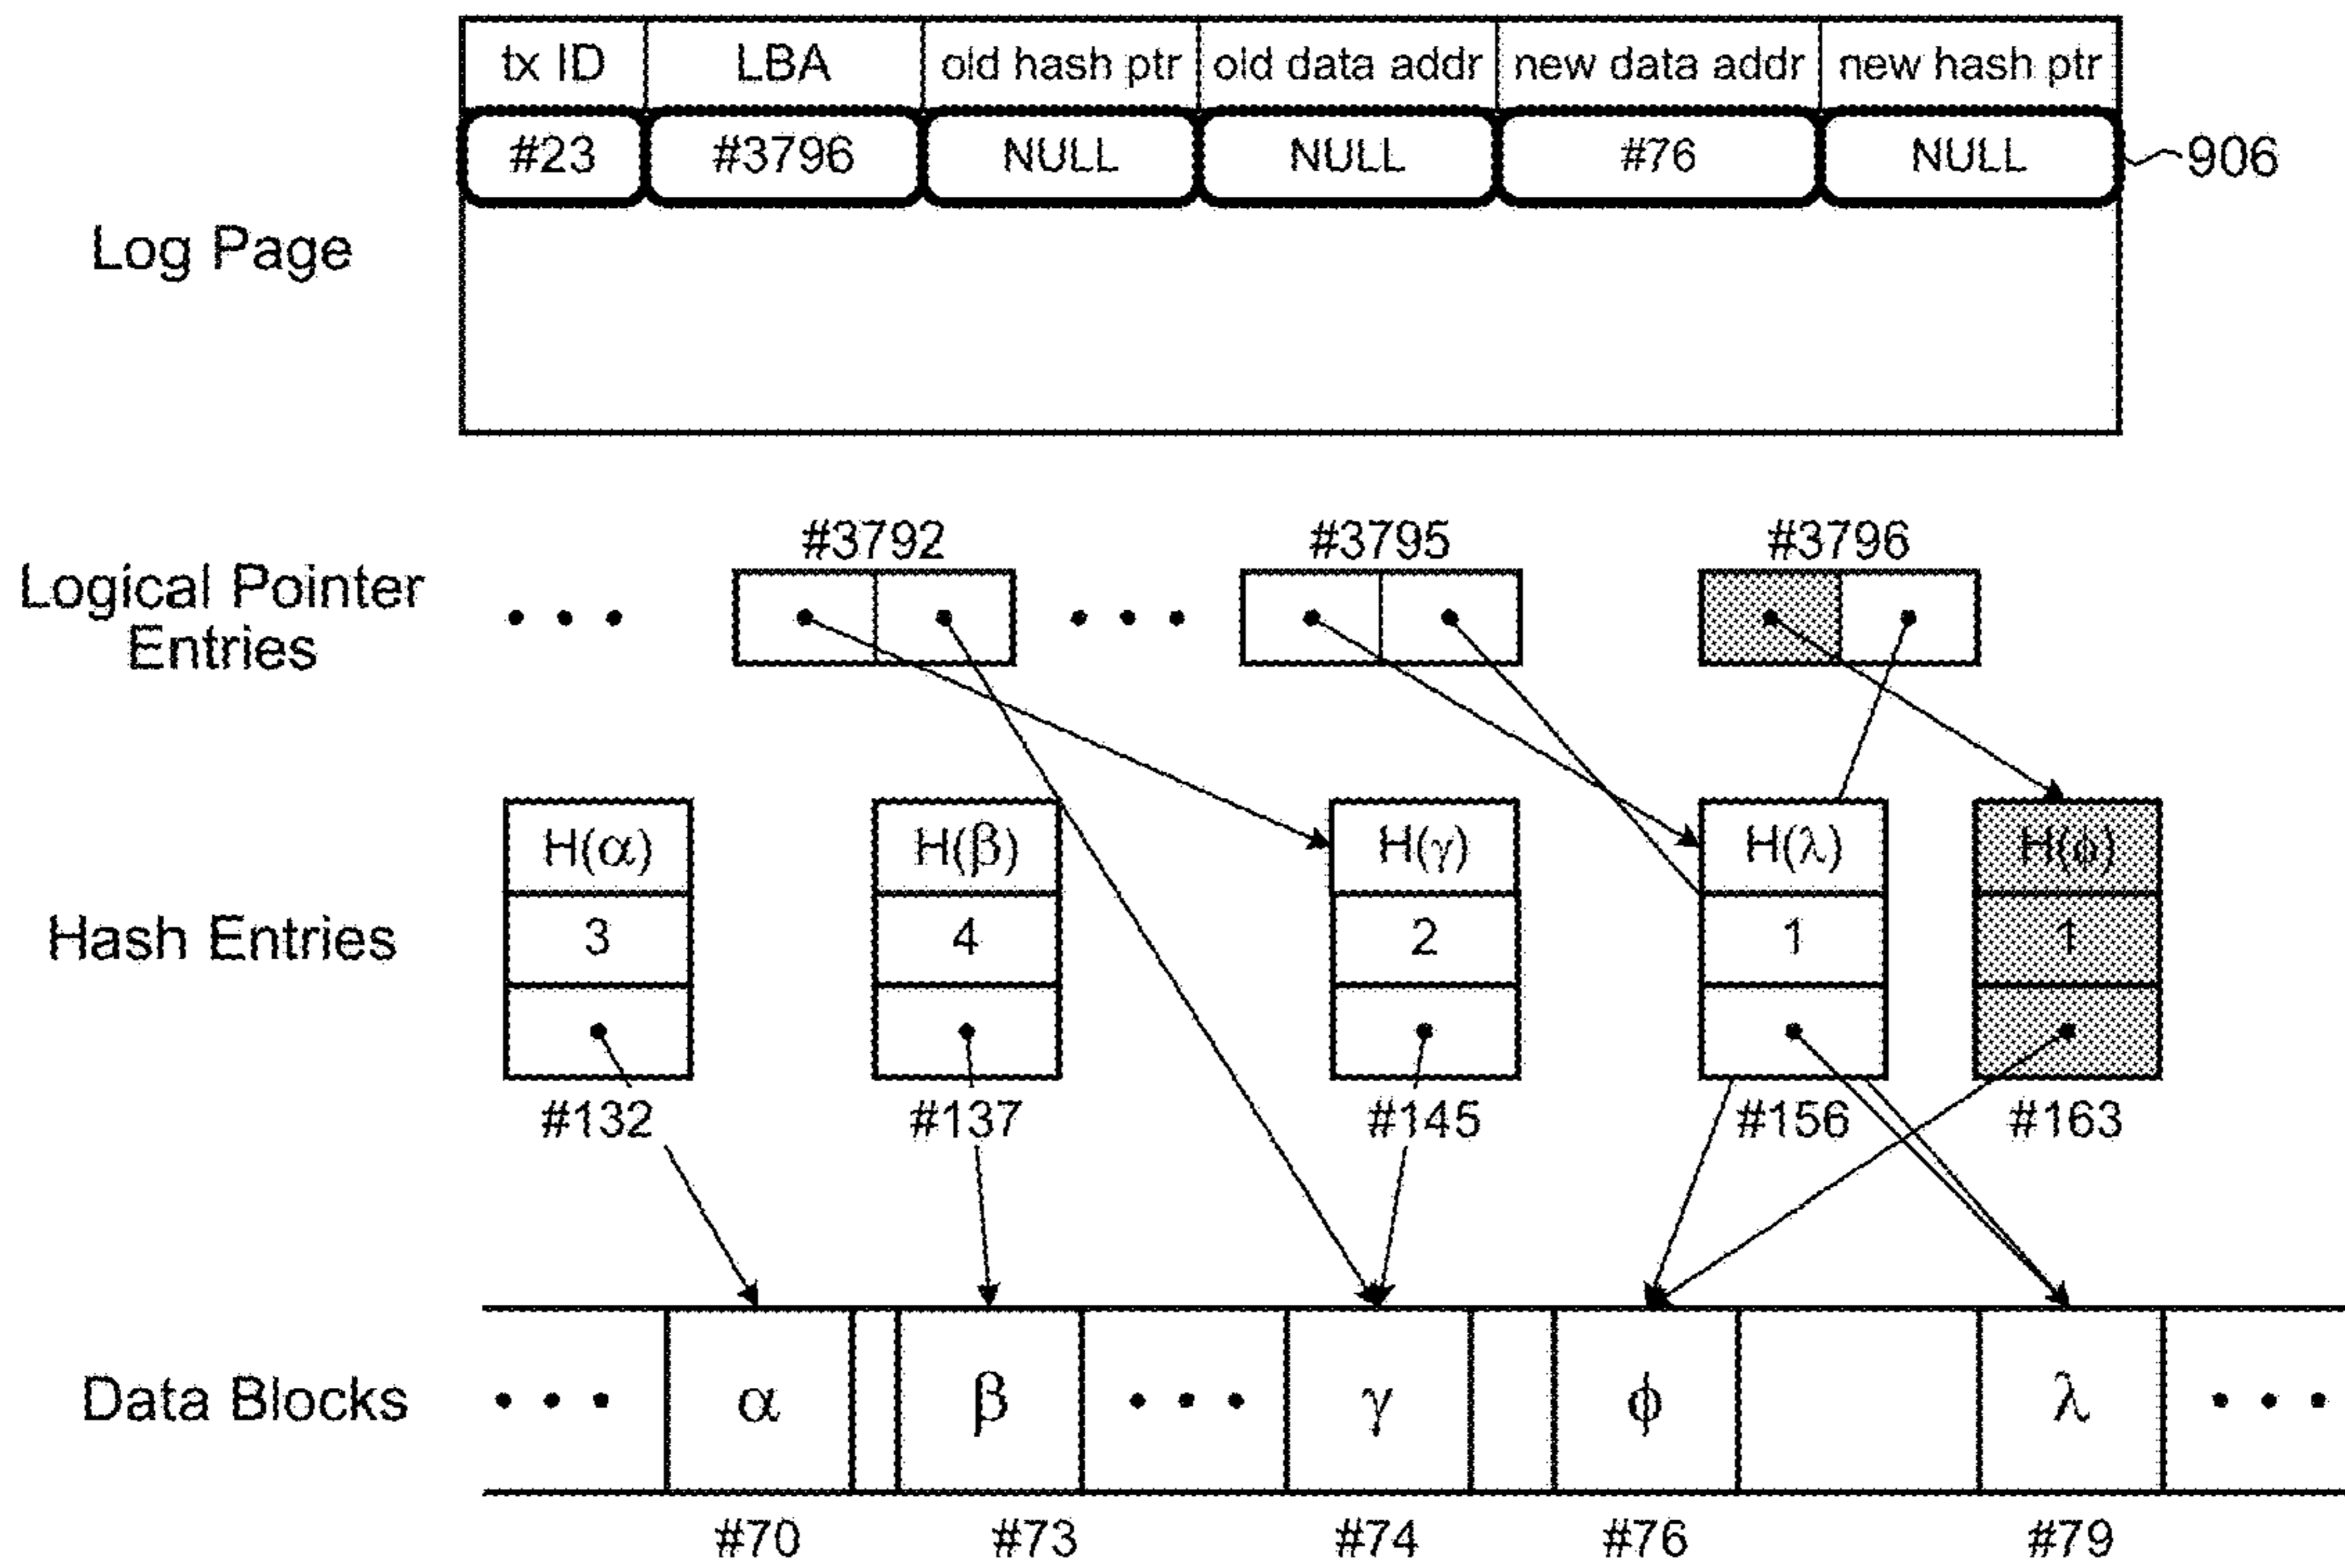 tx ID LBA old hash ptr old data addr new data addr new hash ptr
#23 #3796 NULL NULL #76 NULL 906
Log Page
#3792 #3795 #3796
Logical Pointer
Entries
H(α) H(β) H(γ) H(λ) H(ϕ)
Hash Entries 3 4 2 1 1
#132 #137 #145 #156 #163
Data Blocks α β γ ϕ λ
#70 #73 #74 #76 #79